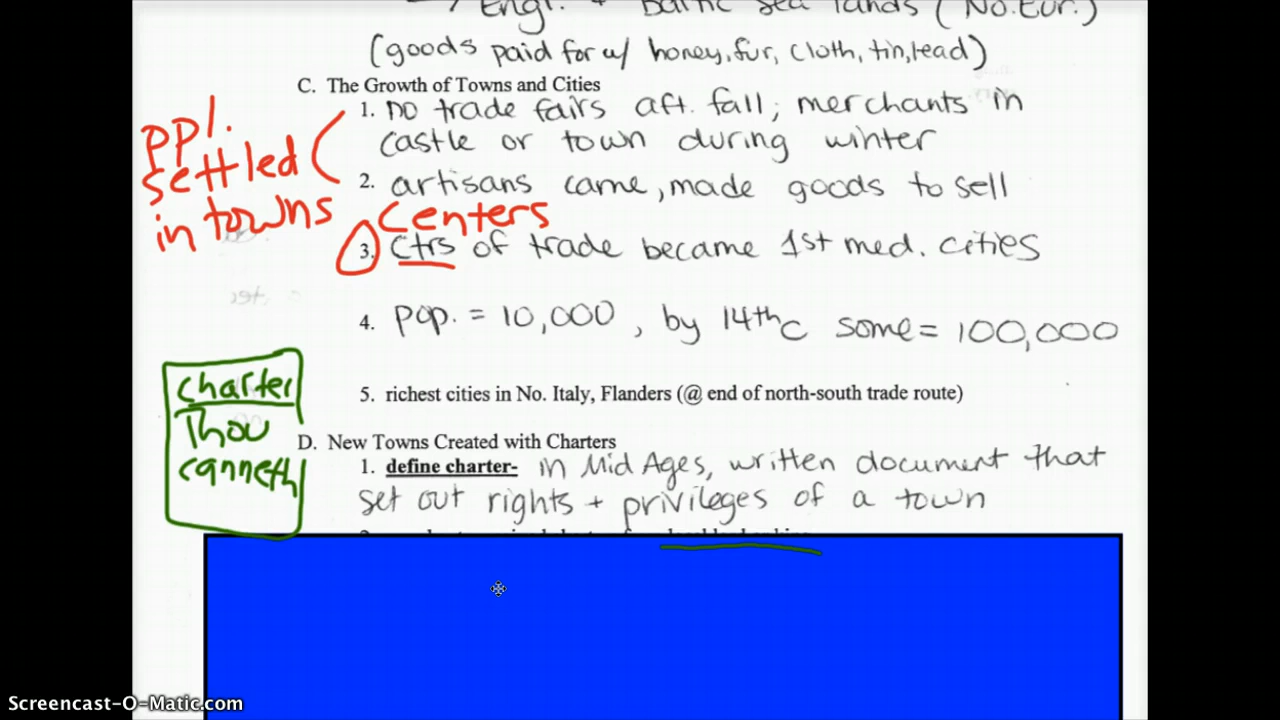 Engl. + Baltic Sea lands (No. Eur.)
(goods paid for w/ honey, fur, cloth, tin, lead)
C. The Growth of Towns and Cities
1. no trade fairs aft. fall; merchants in
castle or town during winter
2. artisans came, made goods to sell
ppl.
settled (
in towns
Centers
3. ctrs of trade became 1st med. cities
4. pop. = 10,000, by 14th c some = 100,000
5. richest cities in No. Italy, Flanders (@ end of north-south trade route)
charter
Thou
canneth
D. New Towns Created with Charters
1. define charter- in Mid Ages, written document that
set out rights + privileges of a town
Screencast-O-Matic.com